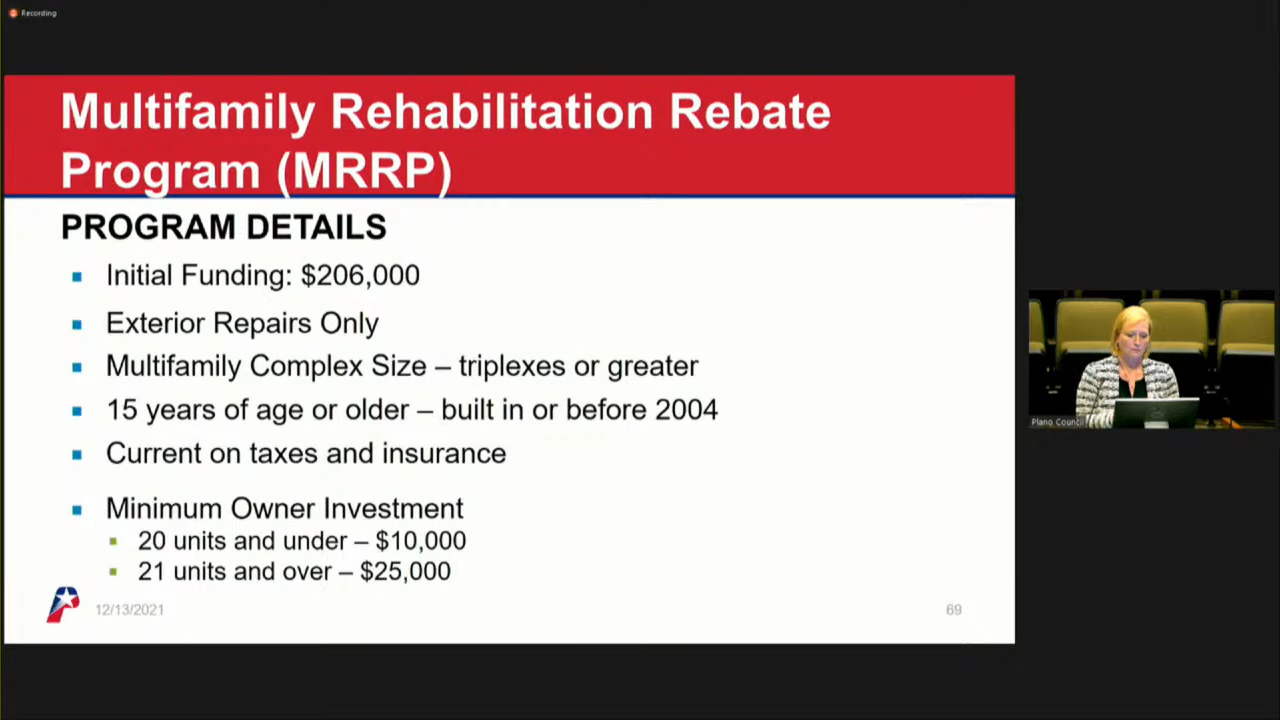 Recording
Multifamily Rehabilitation Rebate
Program (MRRP)
PROGRAM DETAILS
Initial Funding: $206,000
Exterior Repairs Only
Multifamily Complex Size – triplexes or greater
15 years of age or older – built in or before 2004
Current on taxes and insurance
Minimum Owner Investment
20 units and under – $10,000
21 units and over – $25,000
12/13/2021
69
Plano Council